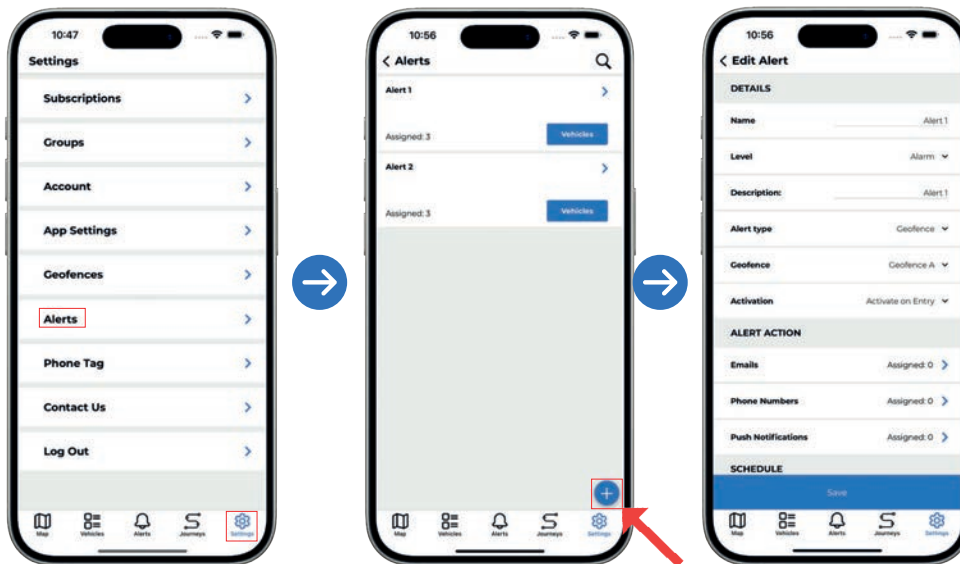 10:47
Settings
Subscriptions
Groups
Account
App Settings
Geofences
Alerts
Phone Tag
Contact Us
Log Out
Map
Vehicles
Alerts
Journeys
Settings
10:56
Alerts
Alert 1
Assigned: 3
Vehicles
Alert 2
Assigned: 3
Vehicles
Map
Vehicles
Alerts
Journeys
Settings
10:56
Edit Alert
DETAILS
Name Alert 1
Level Alarm
Description: Alert 1
Alert type Geofence
Geofence Geofence A
Activation Activate on Entry
ALERT ACTION
Emails Assigned: 0
Phone Numbers Assigned: 0
Push Notifications Assigned: 0
SCHEDULE
Save
Map
Vehicles
Alerts
Journeys
Settings